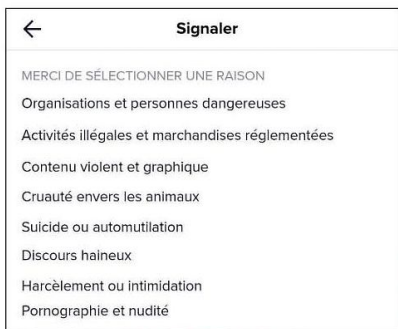 Signaler
MERCI DE SÉLECTIONNER UNE RAISON
Organisations et personnes dangereuses
Activités illégales et marchandises réglementées
Contenu violent et graphique
Cruauté envers les animaux
Suicide ou automutilation
Discours haineux
Harcèlement ou intimidation
Pornographie et nudité